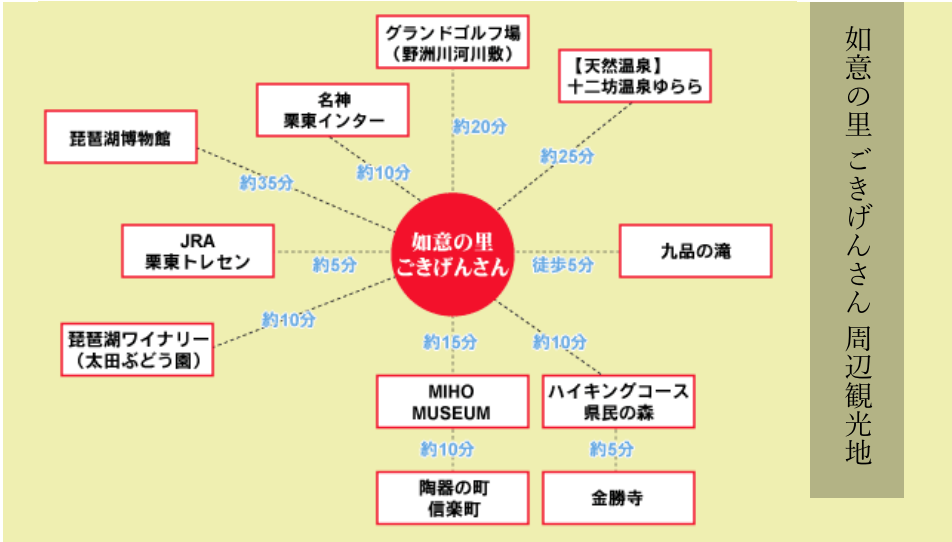 グランドゴルフ場
（野洲川河川敷）
【天然温泉】
十二坊温泉ゆらら
名神
栗東インター
琵琶湖博物館
約20分
約25分
約10分
約35分
JRA
栗東トレセン
約5分
如意の里
ごきげんさん
徒歩5分
九品の滝
約10分
琵琶湖ワイナリー
（太田ぶどう園）
約15分
約10分
MIHO
MUSEUM
ハイキングコース
県民の森
約10分
約5分
陶器の町
信楽町
金勝寺
如意の里 ごきげんさん 周辺観光地